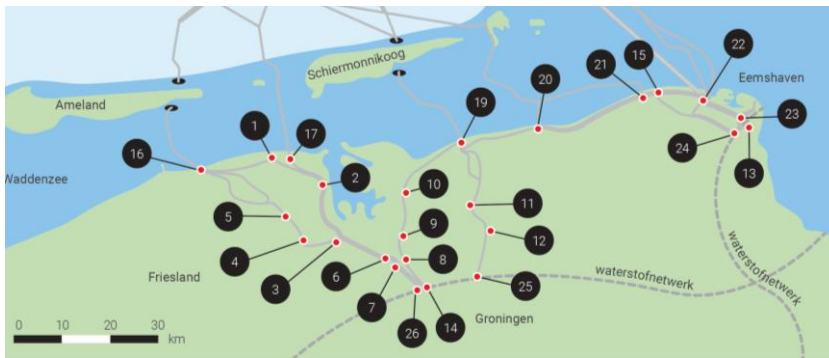 15
22
21
Schiermonnikoog
20
Eemshaven
Ameland
19
23
1
17
24
13
16
2
Waddenzee
10
5
11
9
12
4
8
waterstofnetwerk
waterstofnetwerk
Friesland
3
6
7
25
26
14
Groningen
0 10 20 30
km